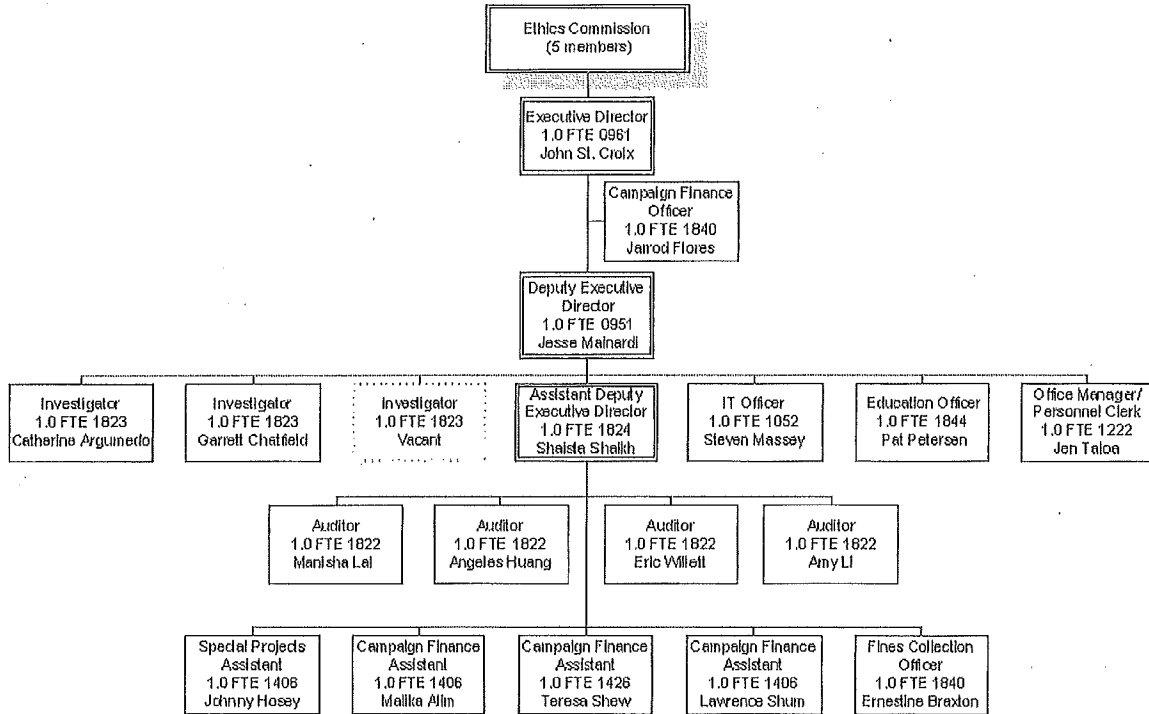 Ethics Commission
(5 members)
Executive Director
1.0 FTE 0961
John St. Croix
Campaign Finance
Officer
1.0 FTE 1840
Jarrod Flores
Deputy Executive
Director
1.0 FTE 0951
Jesse Mainardi
Investigator
1.0 FTE 1823
Catherine Argumedo
Investigator
1.0 FTE 1823
Garrett Chatfield
Investigator
1.0 FTE 1823
Vacant
Assistant Deputy
Executive Director
1.0 FTE 1824
Shaista Shaikh
IT Officer
1.0 FTE 1052
Steven Massey
Education Officer
1.0 FTE 1844
Pat Petersen
Office Manager/
Personnel Clerk
1.0 FTE 1222
Jen Taloa
Auditor
1.0 FTE 1822
Manisha Lal
Auditor
1.0 FTE 1822
Angeles Huang
Auditor
1.0 FTE 1822
Eric Willett
Auditor
1.0 FTE 1822
Amy Li
Special Projects
Assistant
1.0 FTE 1406
Johnny Hosey
Campaign Finance
Assistant
1.0 FTE 1406
Malika Alim
Campaign Finance
Assistant
1.0 FTE 1426
Teresa Shew
Campaign Finance
Assistant
1.0 FTE 1406
Lawrence Shum
Fines Collection
Officer
1.0 FTE 1840
Ernestine Braxton